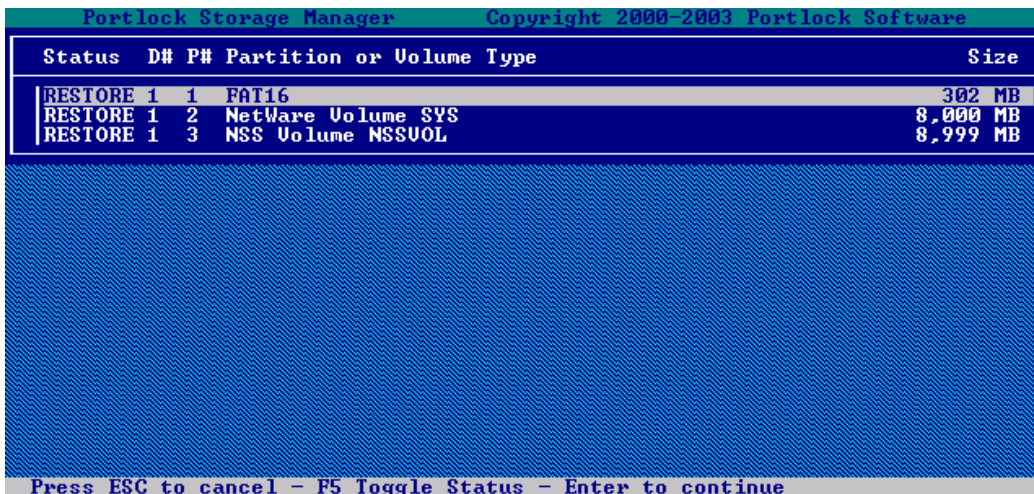 Portlock Storage Manager Copyright 2000-2003 Portlock Software
Status D# P# Partition or Volume Type Size
RESTORE 1 1 FAT16 302 MB
RESTORE 1 2 NetWare Volume SYS 8,000 MB
RESTORE 1 3 NSS Volume NSSVOL 8,999 MB
Press ESC to cancel - F5 Toggle Status - Enter to continue